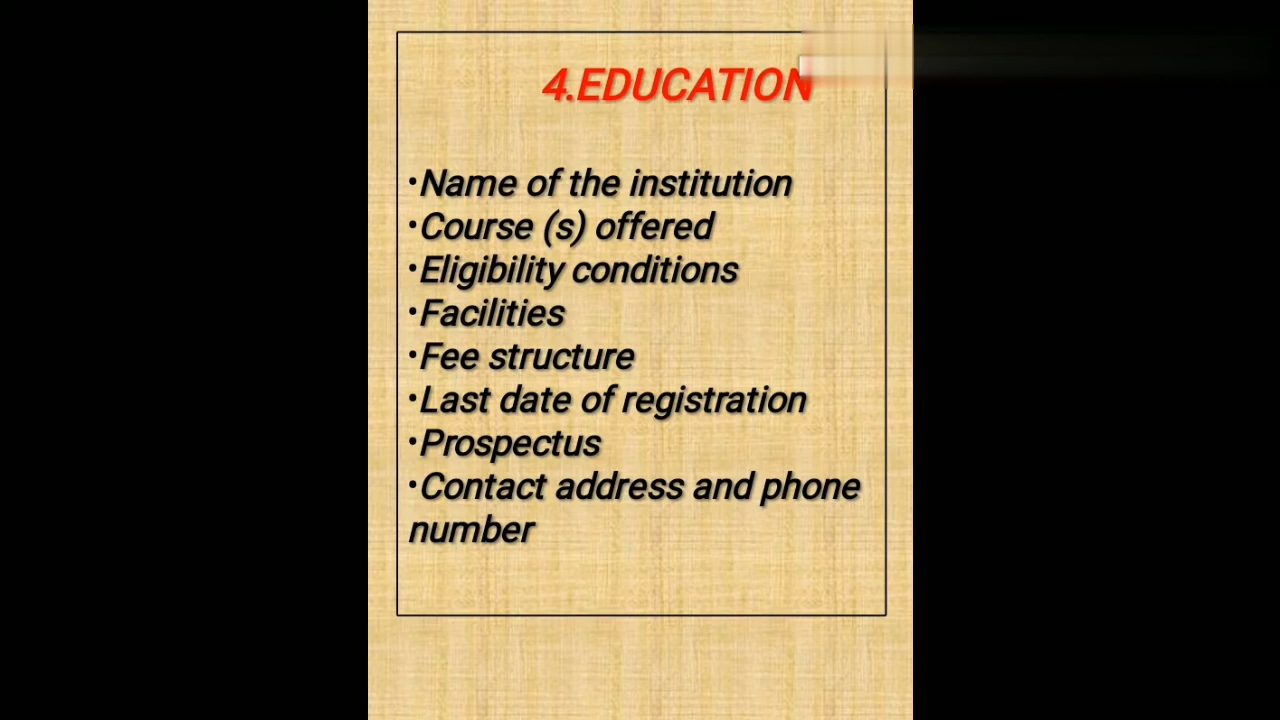 4.EDUCATION
•Name of the institution
•Course (s) offered
•Eligibility conditions
•Facilities
•Fee structure
•Last date of registration
•Prospectus
•Contact address and phone
number